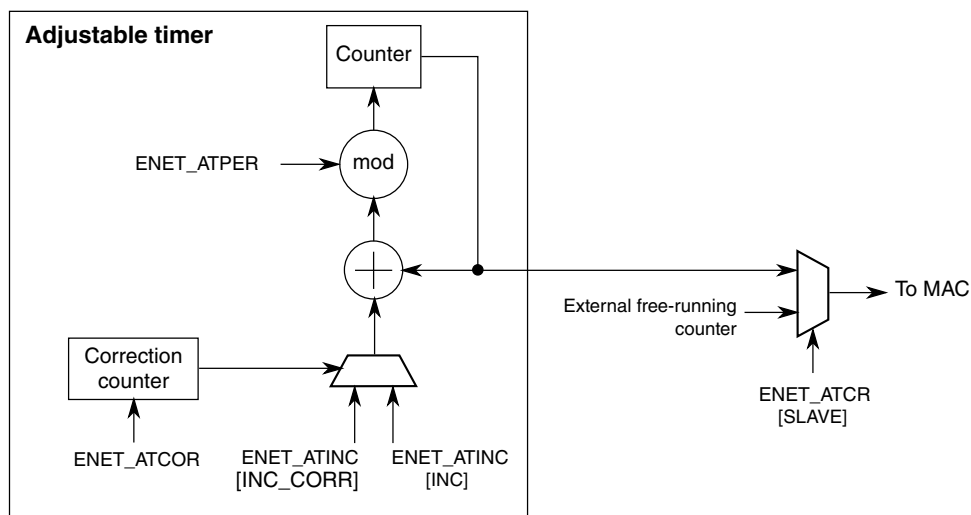 Adjustable timer
Counter
ENET_ATPER
mod
External free-running
counter
To MAC
Correction
counter
ENET_ATCR
[SLAVE]
ENET_ATCOR
ENET_ATINC
[INC_CORR]
ENET_ATINC
[INC]